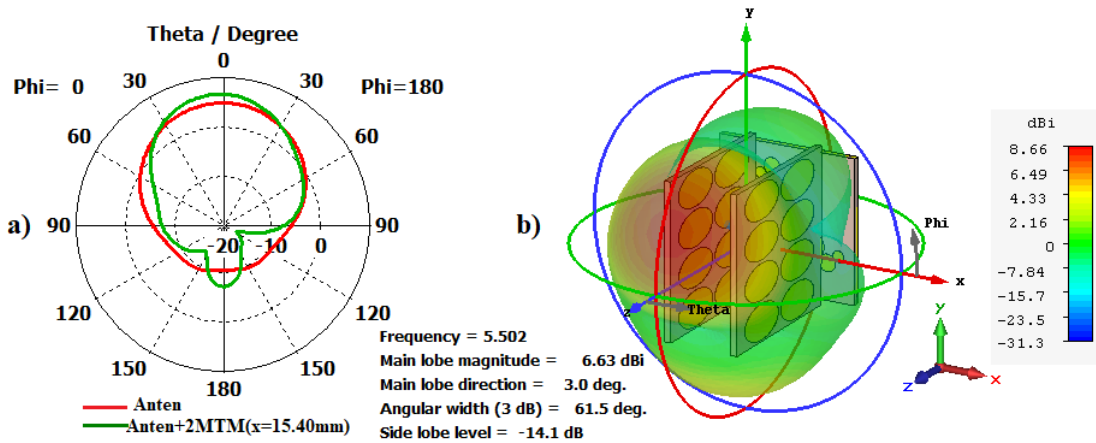 Theta / Degree
Phi= 0
30
0
30
Phi=180
60
60
a)
90
-20
-10
0
90
120
120
150
150
180
Anten
Anten+2MTM(x=15.40mm)
Frequency = 5.502
Main lobe magnitude = 6.63 dBi
Main lobe direction = 3.0 deg.
Angular width (3 dB) = 61.5 deg.
Side lobe level = -14.1 dB
b)
y
Phi
x
z
Theta
y
z
x
dBi
8.66
6.49
4.33
2.16
0
-7.84
-15.7
-23.5
-31.3